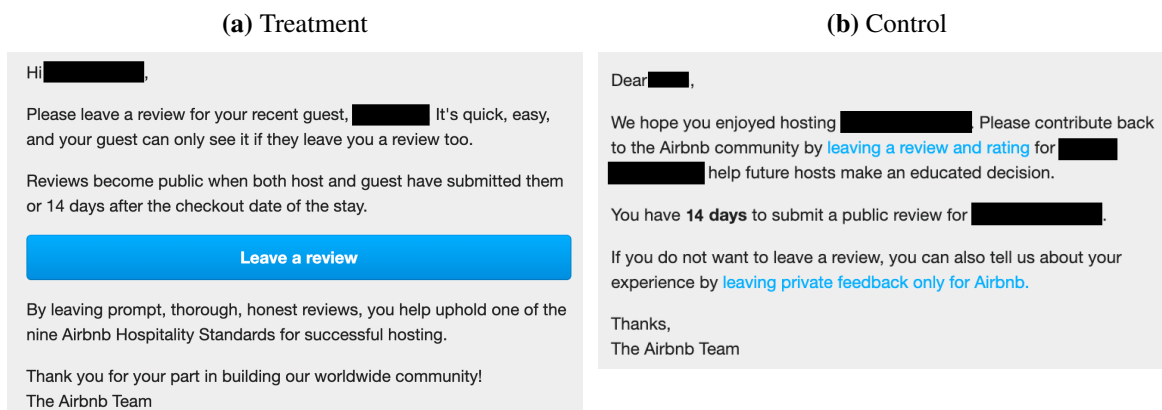 (a) Treatment
Hi ,
Please leave a review for your recent guest, It's quick, easy,
and your guest can only see it if they leave you a review too.
Reviews become public when both host and guest have submitted them
or 14 days after the checkout date of the stay.
Leave a review
By leaving prompt, thorough, honest reviews, you help uphold one of the
nine Airbnb Hospitality Standards for successful hosting.
Thank you for your part in building our worldwide community!
The Airbnb Team
(b) Control
Dear ,
We hope you enjoyed hosting . Please contribute back
to the Airbnb community by leaving a review and rating for
help future hosts make an educated decision.
You have 14 days to submit a public review for .
If you do not want to leave a review, you can also tell us about your
experience by leaving private feedback only for Airbnb.
Thanks,
The Airbnb Team